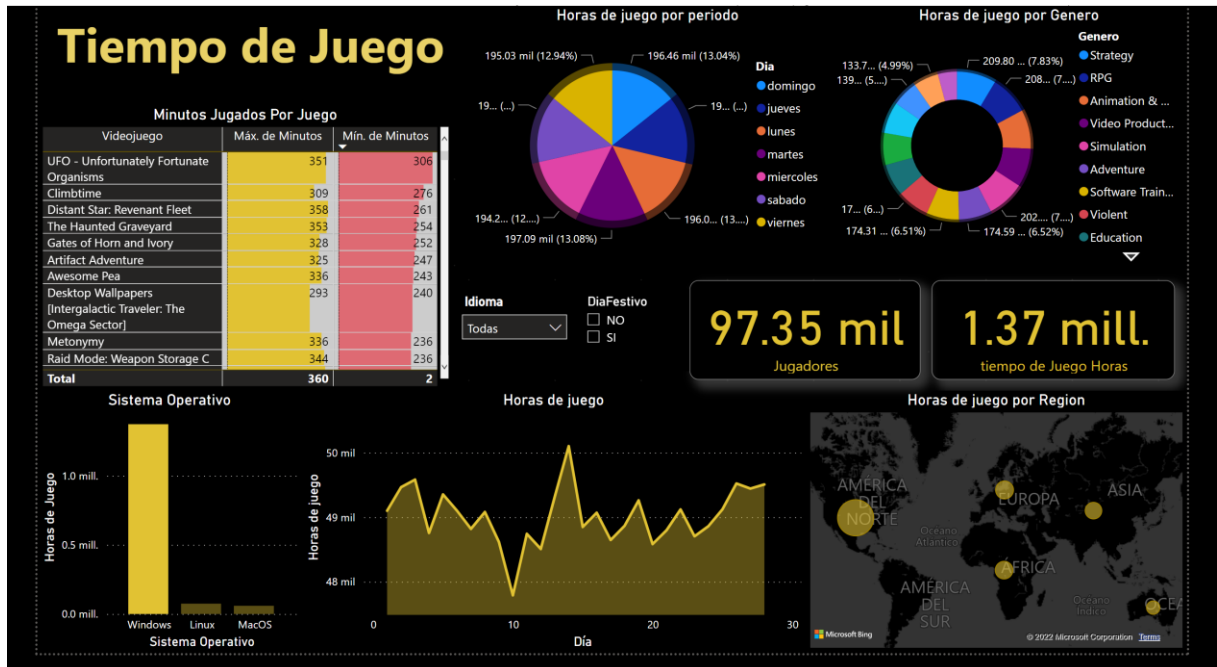 Tiempo de Juego
Minutos Jugados Por Juego
Videojuego Máx. de Minutos Mín. de Minutos
UFO - Unfortunately Fortunate
Organisms 351 306
Climbtime 309 276
Distant Star: Revenant Fleet 358 261
The Haunted Graveyard 353 254
Gates of Horn and Ivory 328 252
Artifact Adventure 325 247
Awesome Pea 336 243
Desktop Wallpapers 293 240
[Intergalactic Traveler: The
Omega Sector]
Metonymy 336 236
Raid Mode: Weapon Storage C 344 236
Total 360 2
Horas de juego por periodo
195.03 mil (12.94%)
196.46 mil (13.04%)
19... (...)
19... (...)
194.2... (12....)
196.0... (13....)
197.09 mil (13.08%)
Dia
domingo
jueves
lunes
martes
miercoles
sabado
viernes
Horas de juego por Genero
133.7... (4.99%)
139... (5....)
209.80 ... (7.83%)
208... (7....)
17... (6...)
202.... (7....)
174.31 ... (6.51%)
174.59 ... (6.52%)
Genero
Strategy
RPG
Animation & ...
Video Product...
Simulation
Adventure
Software Train...
Violent
Education
Idioma
Todas
DiaFestivo
NO
SI
97.35 mil
Jugadores
1.37 mill.
tiempo de Juego Horas
Sistema Operativo
Horas de Juego
1.0 mill.
0.5 mill.
0.0 mill.
Windows Linux MacOS
Sistema Operativo
Horas de juego
Horas de juego
50 mil
49 mil
48 mil
0 10 20 30
Día
Horas de juego por Region
AMÉRICA
DEL
NORTE
EUROPA
ASIA
Océano
Atlántico
ÁFRICA
AMÉRICA
DEL
SUR
Océano
Índico
OCEA
Microsoft Bing
© 2022 Microsoft Corporation Terms